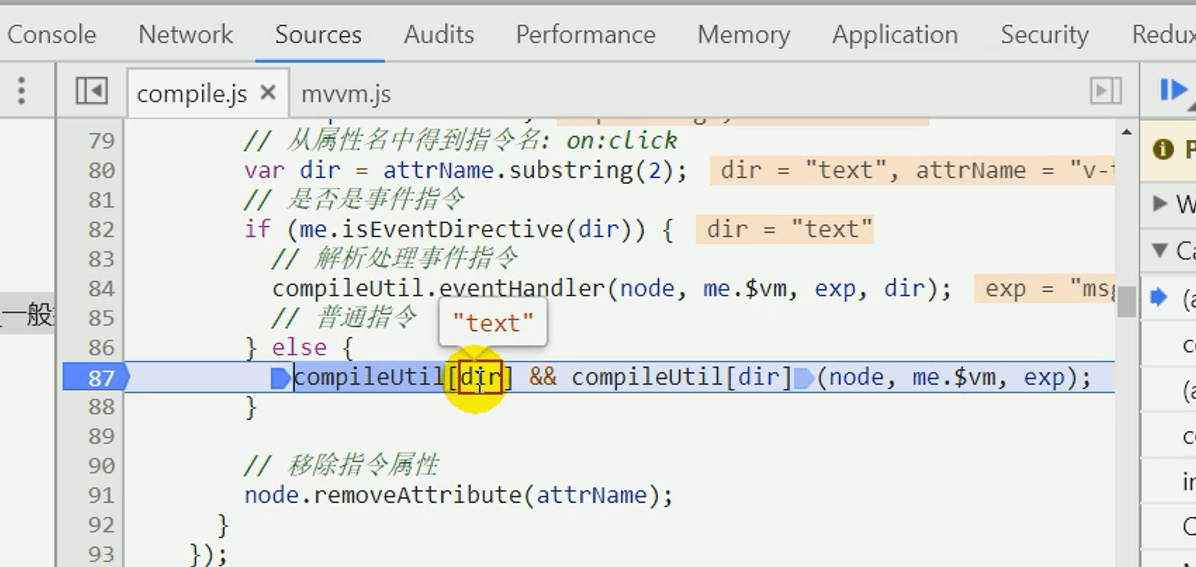 Console Network Sources Audits Performance Memory Application Security Redux
compile.js × mvvm.js
79 // 从属性名中得到指令名: on:click
80 var dir = attrName.substring(2); dir = "text", attrName = "v-t
81 // 是否是事件指令
82 if (me.isEventDirective(dir)) { dir = "text"
83 // 解析处理事件指令
84 compileUtil.eventHandler(node, me.$vm, exp, dir); exp = "msg
85 // 普通指令
"text"
86 } else {
87 compileUtil[dir] && compileUtil[dir](node, me.$vm, exp);
88 }
89
90 // 移除指令属性
91 node.removeAttribute(attrName);
92 }
93 });
一般
P
W
Ca
(a
co
(a
co
in